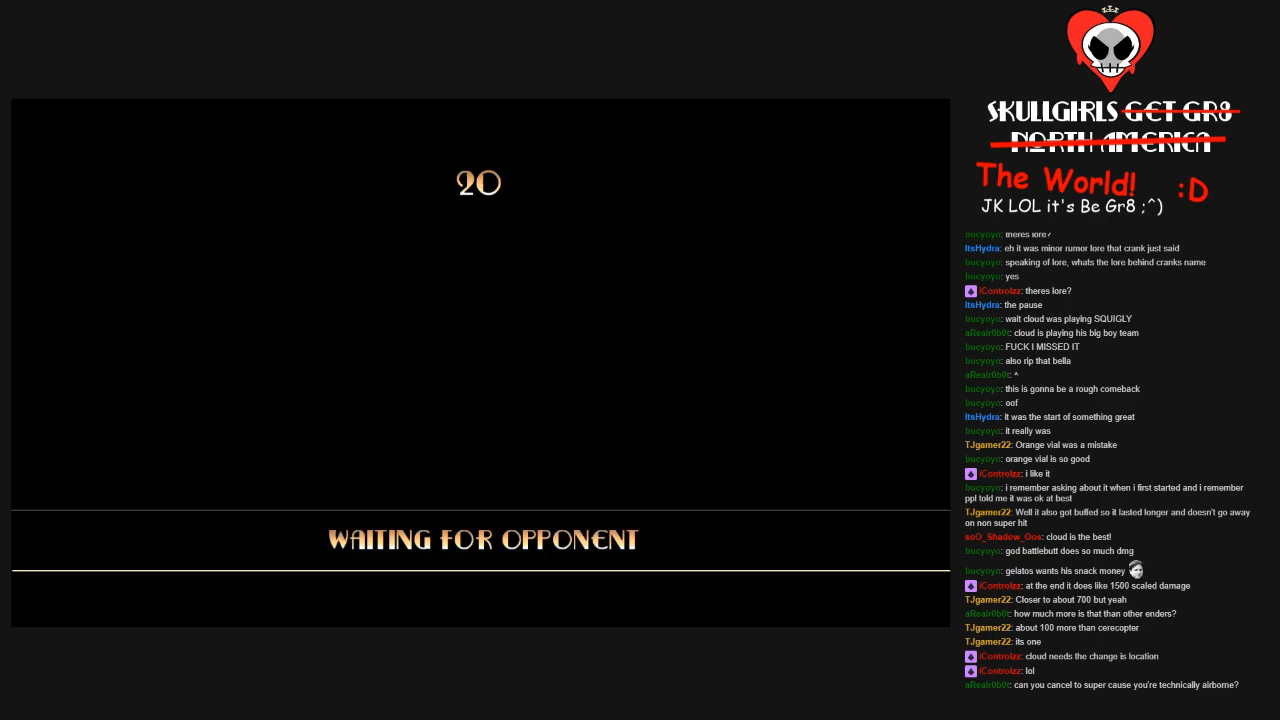 SKULLGIRLS GET GR8
NORTH AMERICA
The World! :D
JK LOL it's Be Gr8 ;^)
20
WAITING FOR OPPONENT
bucyoyo: theres lore?
ItsHydra: eh it was minor rumor lore that crank just said
bucyoyo: speaking of lore, whats the lore behind cranks name
bucyoyo: yes
iControlzz: theres lore?
ItsHydra: the pause
bucyoyo: wait cloud was playing SQUIGLY
aRealr0b0t: cloud is playing his big boy team
bucyoyo: FUCK I MISSED IT
bucyoyo: also rip that bella
aRealr0b0t: ^
bucyoyo: this is gonna be a rough comeback
bucyoyo: oof
ItsHydra: it was the start of something great
bucyoyo: it really was
TJgamer22: Orange vial was a mistake
bucyoyo: orange vial is so good
iControlzz: i like it
bucyoyo: i remember asking about it when i first started and i remember
ppl told me it was ok at best
TJgamer22: Well it also got buffed so it lasted longer and doesn't go away
on non super hit
soO_Shadow_Oos: cloud is the best!
bucyoyo: god battlebutt does so much dmg
bucyoyo: gelatos wants his snack money
iControlzz: at the end it does like 1500 scaled damage
TJgamer22: Closer to about 700 but yeah
aRealr0b0t: how much more is that than other enders?
TJgamer22: about 100 more than cerecopter
TJgamer22: its one
iControlzz: cloud needs the change is location
iControlzz: lol
aRealr0b0t: can you cancel to super cause you're technically airborne?